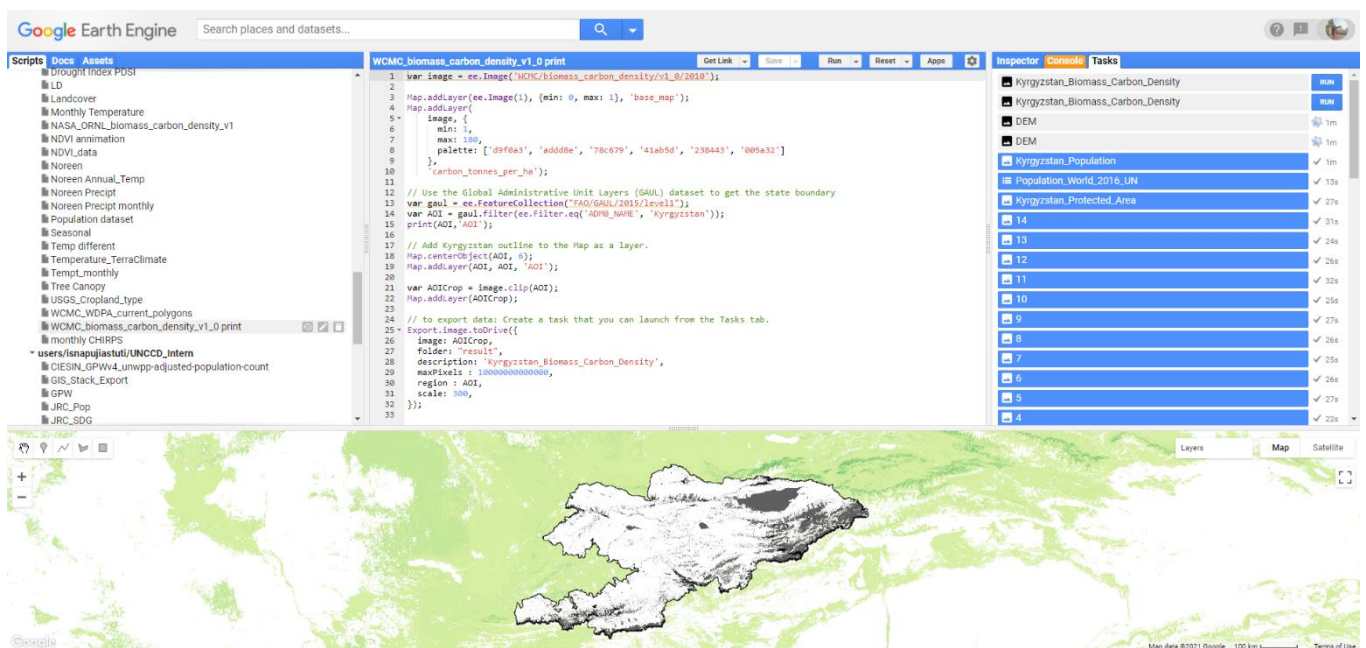 Google Earth Engine
Search places and datasets...
Scripts Docs Assets
Drought Index PDSI
LD
Landcover
Monthly Temperature
NASA_ORNL_biomass_carbon_density_v1
NDVI annimation
NDVI_data
Noreen
Noreen Annual_Temp
Noreen Precipt
Noreen Precipt monthly
Population dataset
Seasonal
Temp different
Temperature_TerraClimate
Tempt_monthly
Tree Canopy
USGS_Cropland_type
WCMC_WDPA_current_polygons
WCMC_biomass_carbon_density_v1_0 print
monthly CHIRPS
users/isnapujiastuti/UNCCD_Intern
CIESIN_GPWv4_unwpp-adjusted-population-count
GIS_Stack_Export
GPW
JRC_Pop
JRC_SDG
WCMC_biomass_carbon_density_v1_0 print
Get Link Save Run Reset Apps
1 var image = ee.Image('WCMC/biomass_carbon_density/v1_0/2010');
2
3 Map.addLayer(ee.Image(1), {min: 0, max: 1}, 'base_map');
4 Map.addLayer(
5 image, {
6 min: 1,
7 max: 180,
8 palette: ['d9f0a3', 'addd8e', '78c679', '41ab5d', '238443', '005a32']
9 },
10 'carbon_tonnes_per_ha');
11
12 // Use the Global Administrative Unit Layers (GAUL) dataset to get the state boundary
13 var gaul = ee.FeatureCollection("FAO/GAUL/2015/level1");
14 var AOI = gaul.filter(ee.Filter.eq('ADM0_NAME', 'Kyrgyzstan'));
15 print(AOI,'AOI');
16
17 // Add Kyrgyzstan outline to the Map as a layer.
18 Map.centerObject(AOI, 6);
19 Map.addLayer(AOI, AOI, 'AOI');
20
21 var AOICrop = image.clip(AOI);
22 Map.addLayer(AOICrop);
23
24 // to export data: Create a task that you can launch from the Tasks tab.
25 Export.image.toDrive({
26 image: AOICrop,
27 folder: "result",
28 description: 'Kyrgyzstan_Biomass_Carbon_Density',
29 maxPixels : 10000000000000,
30 region : AOI,
31 scale: 300,
32 });
33
Inspector Console Tasks
Kyrgyzstan_Biomass_Carbon_Density RUN
Kyrgyzstan_Biomass_Carbon_Density RUN
DEM 1m
DEM 1m
Kyrgyzstan_Population 1m
Population_World_2016_UN 13s
Kyrgyzstan_Protected_Area 27s
14 31s
13 24s
12 26s
11 32s
10 25s
9 27s
8 26s
7 25s
6 26s
5 27s
4 22s
Layers
Map Satellite
Google
Map data ©2021 Google 100 km Terms of Use